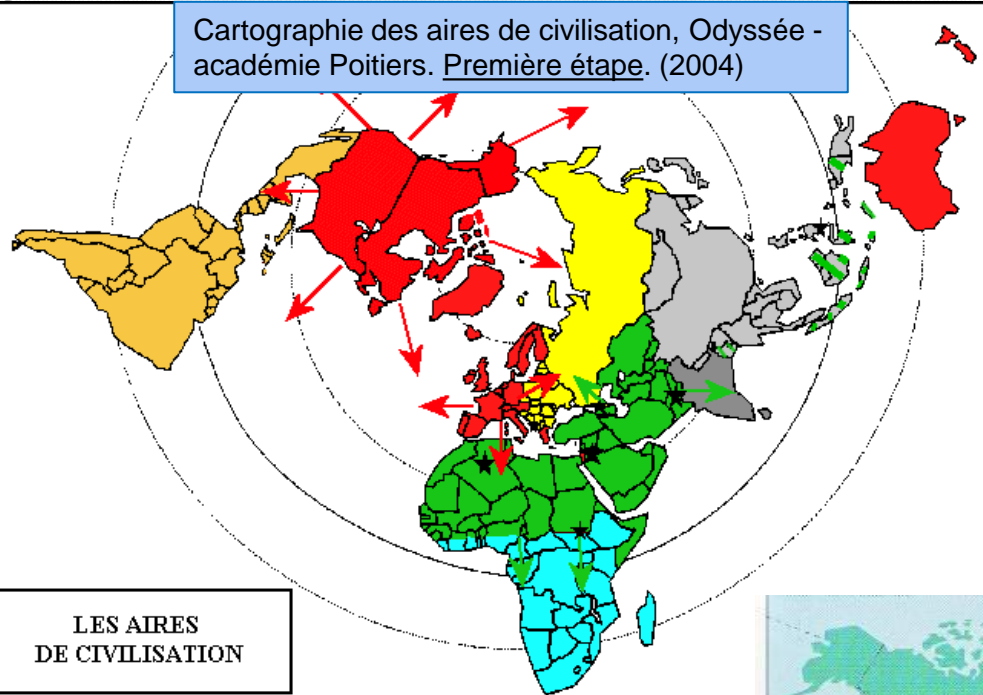 Cartographie des aires de civilisation, Odyssée -
académie Poitiers. Première étape. (2004)
LES AIRES
DE CIVILISATION